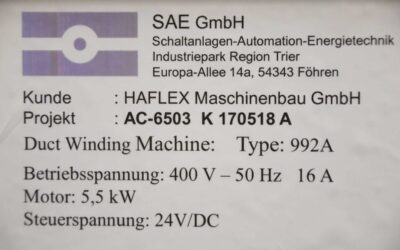 SAE GmbH
Schaltanlagen-Automation-Energietechnik
Industriepark Region Trier
Europa-Allee 14a, 54343 Föhren
Kunde : HAFLEX Maschinenbau GmbH
Projekt : AC-6503 K 170518 A
Duct Winding Machine: Type: 992A
Betriebsspannung: 400 V – 50 Hz 16 A
Motor: 5,5 kW
Steuerspannung: 24V/DC